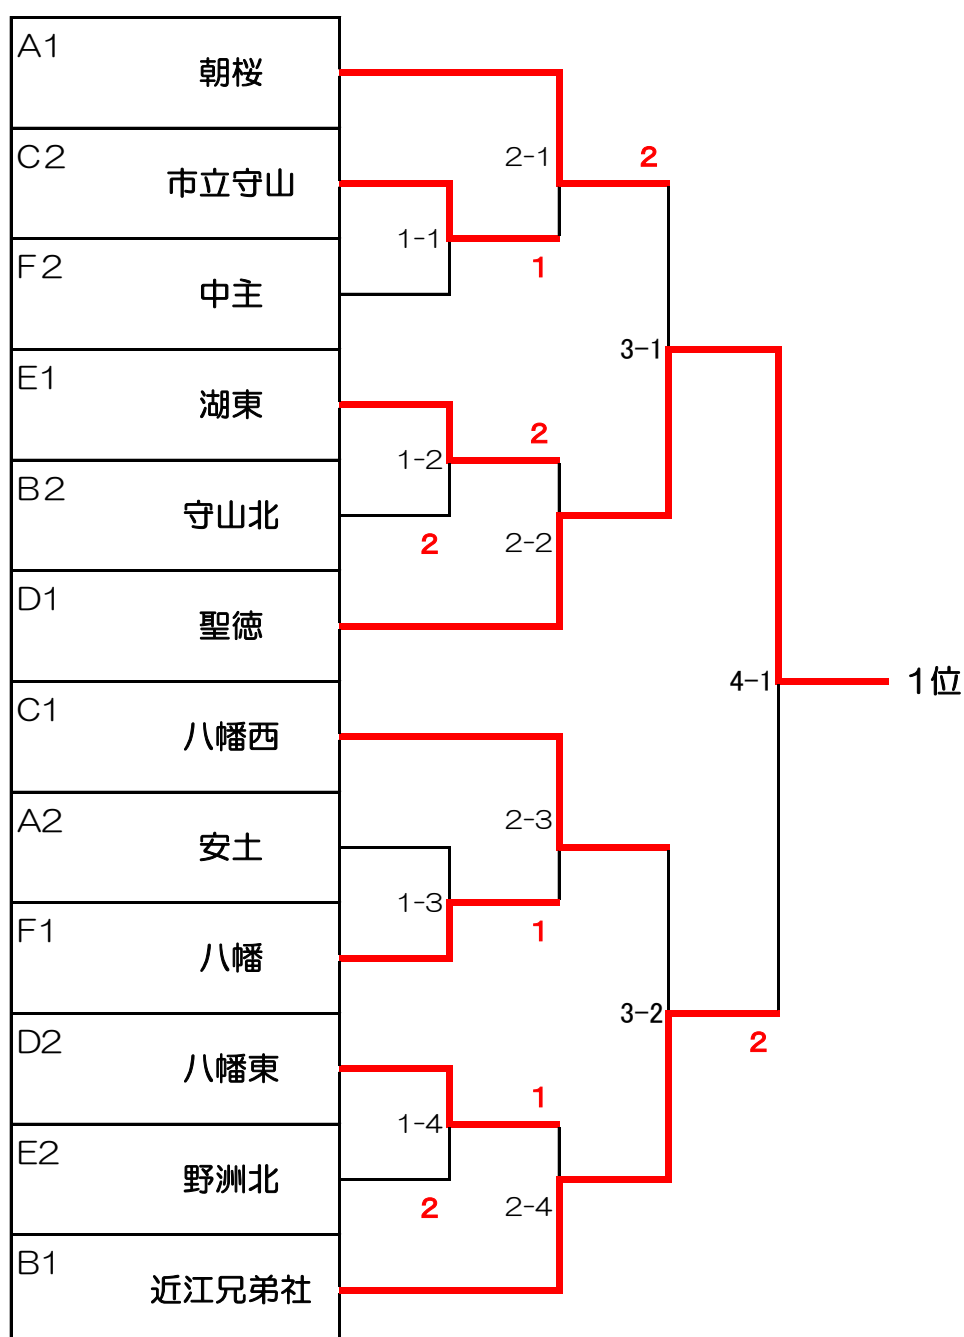 A1
朝桜
C2
市立守山
F2
中主
E1
湖東
B2
守山北
D1
聖徳
C1
八幡西
A2
安土
F1
八幡
D2
八幡東
E2
野洲北
B1
近江兄弟社
1-1
1
1-2
2
2
1-3
1
1-4
1
2
2-1
2
2-2
2-3
2-4
3-1
3-2
2
4-1
1位